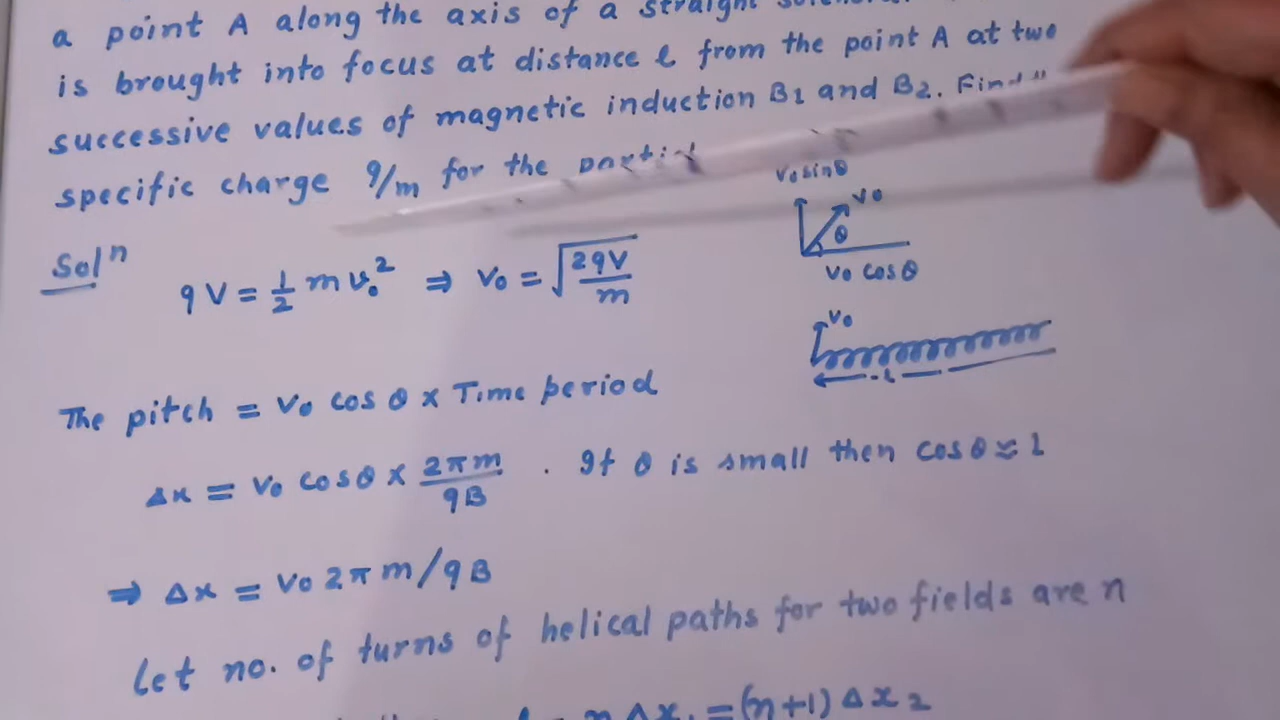 a point A along the axis of a straight
is brought into focus at distance l from the point A at two
successive values of magnetic induction B1 and B2. Find
specific charge q/m for the
v0 sinθ
v0
θ
v0 cosθ
Solⁿ
qV = 1/2 m v0² ⇒ v0 = √(2qV/m)
v0
l
The pitch = v0 cos θ x Time period
Δx = v0 cosθ x 2πm/qB . If θ is small then cosθ ≈ 1
⇒ Δx = v0 2π m/qB
Let no. of turns of helical paths for two fields are n
= n Δx1 = (n+1) Δx2